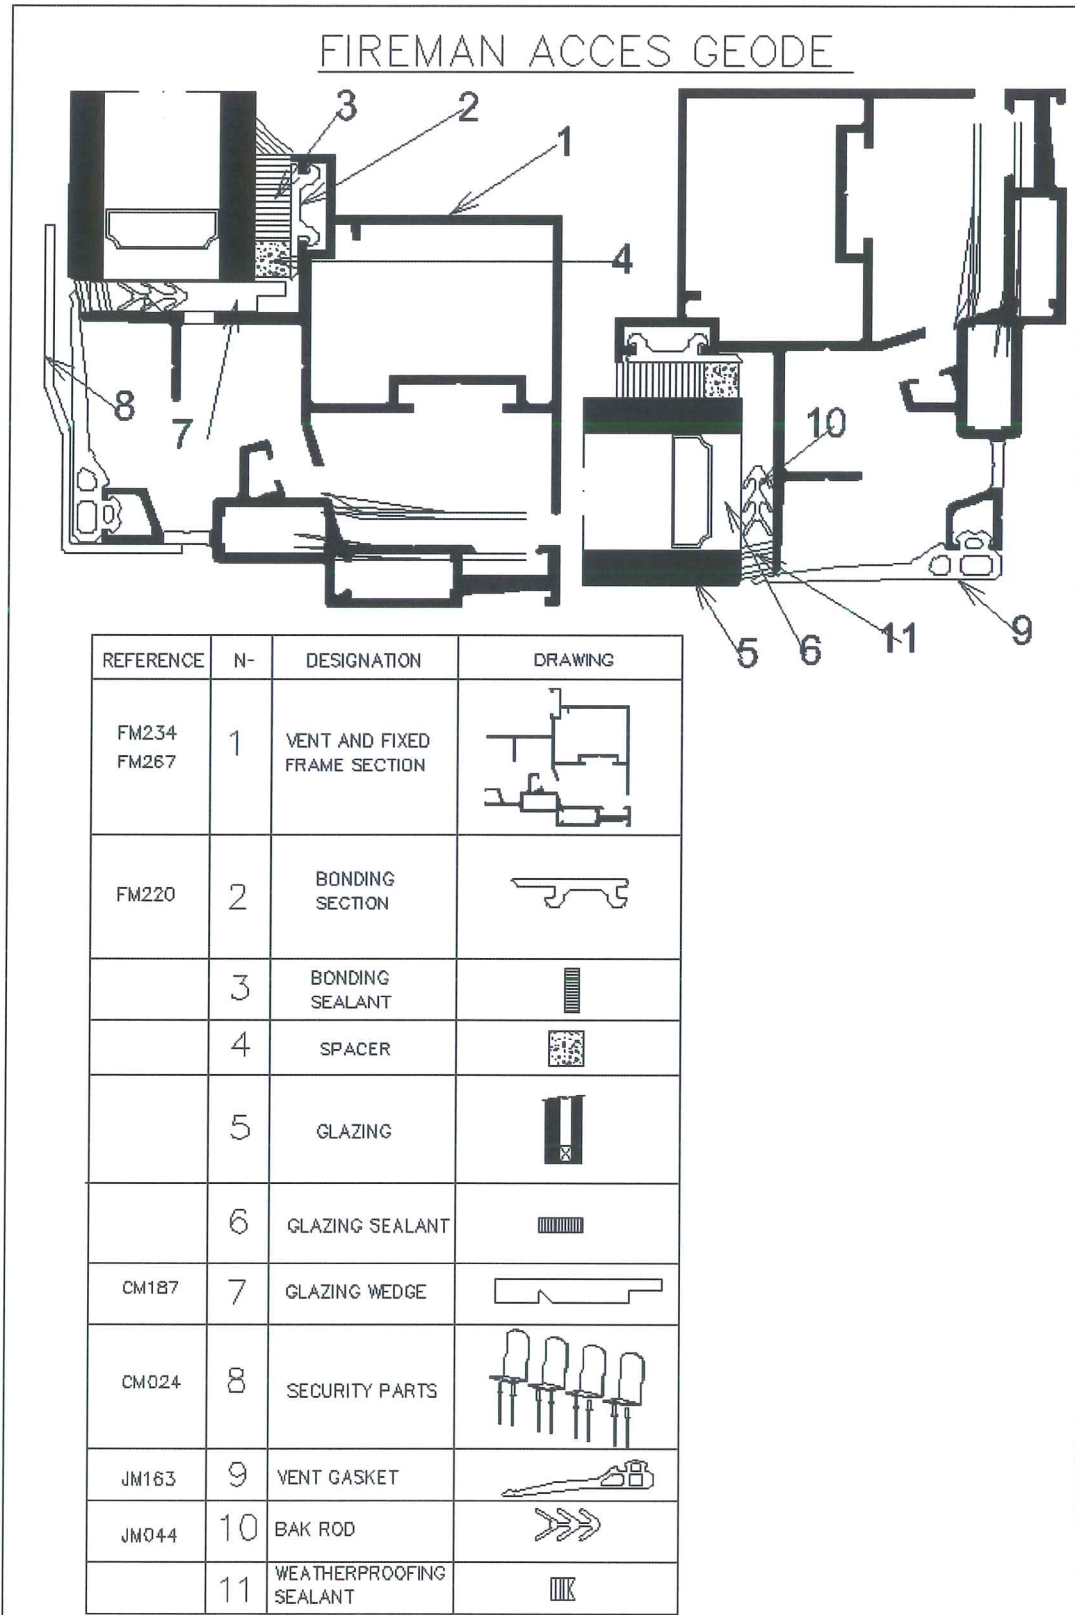 FIREMAN ACCES GEODE
3
2
1
4
8
7
10
5
6
11
9
REFERENCE N- DESIGNATION DRAWING
FM234
FM267
1
VENT AND FIXED
FRAME SECTION
FM220
2
BONDING
SECTION
3
BONDING
SEALANT
4
SPACER
5
GLAZING
6
GLAZING SEALANT
CM187
7
GLAZING WEDGE
CM024
8
SECURITY PARTS
JM163
9
VENT GASKET
JM044
10
BAK ROD
11
WEATHERPROOFING
SEALANT